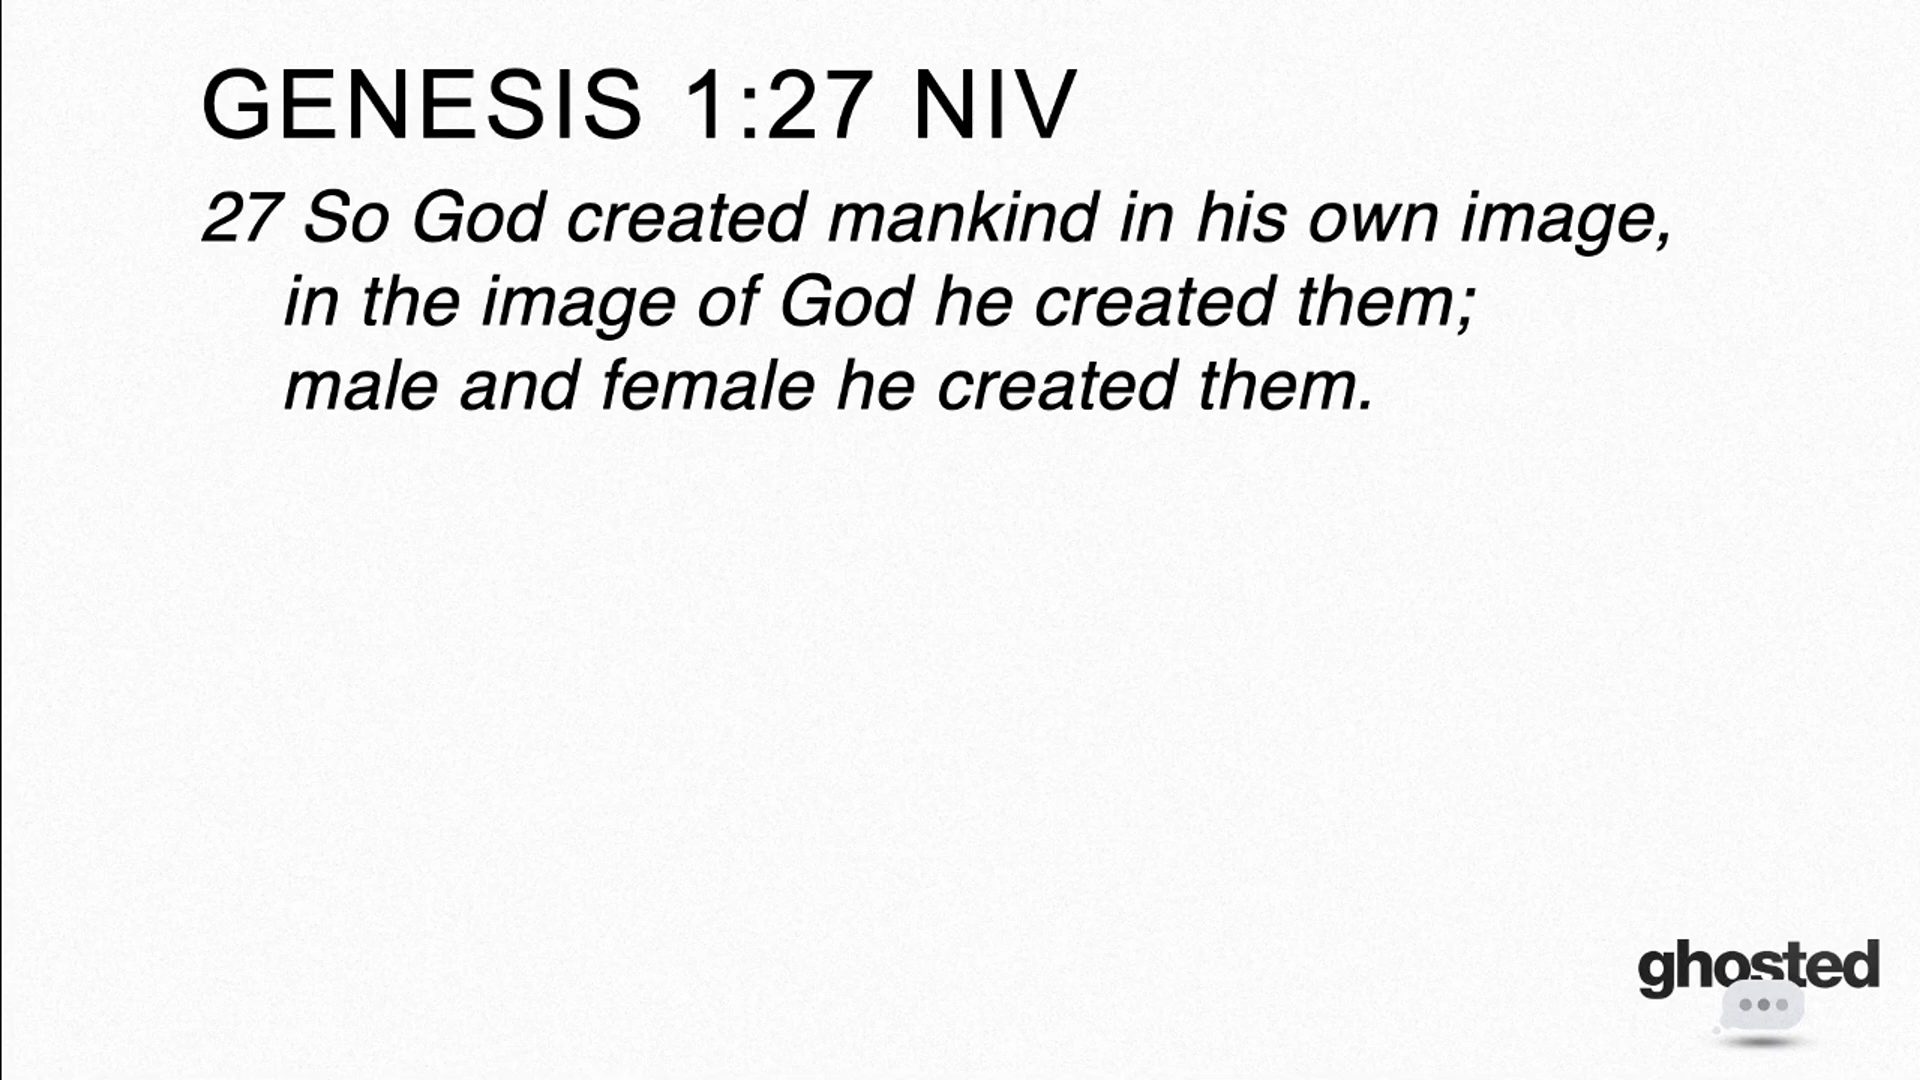 GENESIS 1:27 NIV
27 So God created mankind in his own image,
in the image of God he created them;
male and female he created them.
ghosted